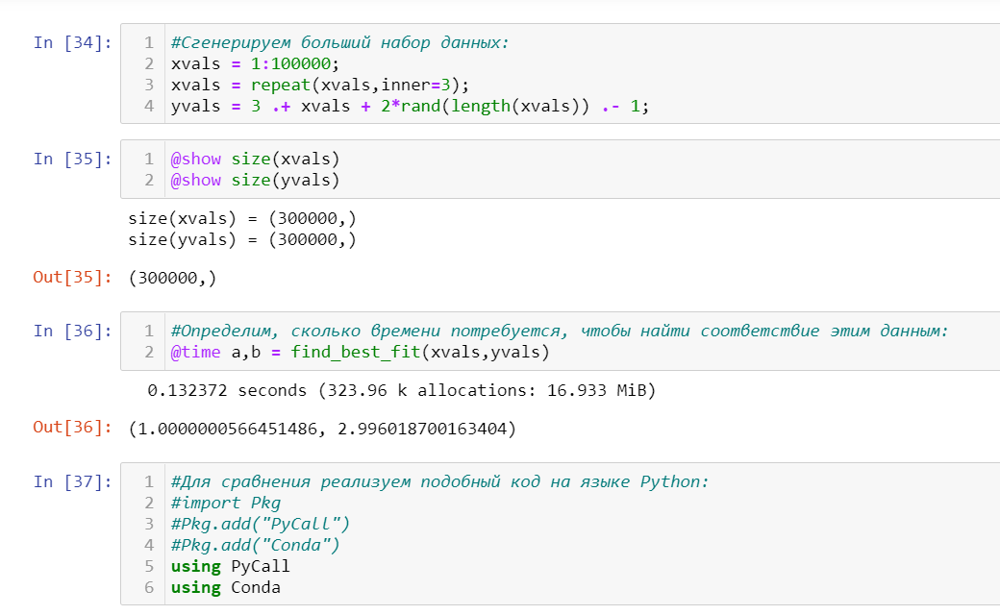 In [34]:
1 #Сгенерируем больший набор данных:
2 xvals = 1:100000;
3 xvals = repeat(xvals,inner=3);
4 yvals = 3 .+ xvals + 2*rand(length(xvals)) .- 1;
In [35]:
1 @show size(xvals)
2 @show size(yvals)
size(xvals) = (300000,)
size(yvals) = (300000,)
Out[35]: (300000,)
In [36]:
1 #Определим, сколько времени потребуется, чтобы найти соответствие этим данным:
2 @time a,b = find_best_fit(xvals,yvals)
0.132372 seconds (323.96 k allocations: 16.933 MiB)
Out[36]: (1.0000000566451486, 2.996018700163404)
In [37]:
1 #Для сравнения реализуем подобный код на языке Python:
2 #import Pkg
3 #Pkg.add("PyCall")
4 #Pkg.add("Conda")
5 using PyCall
6 using Conda